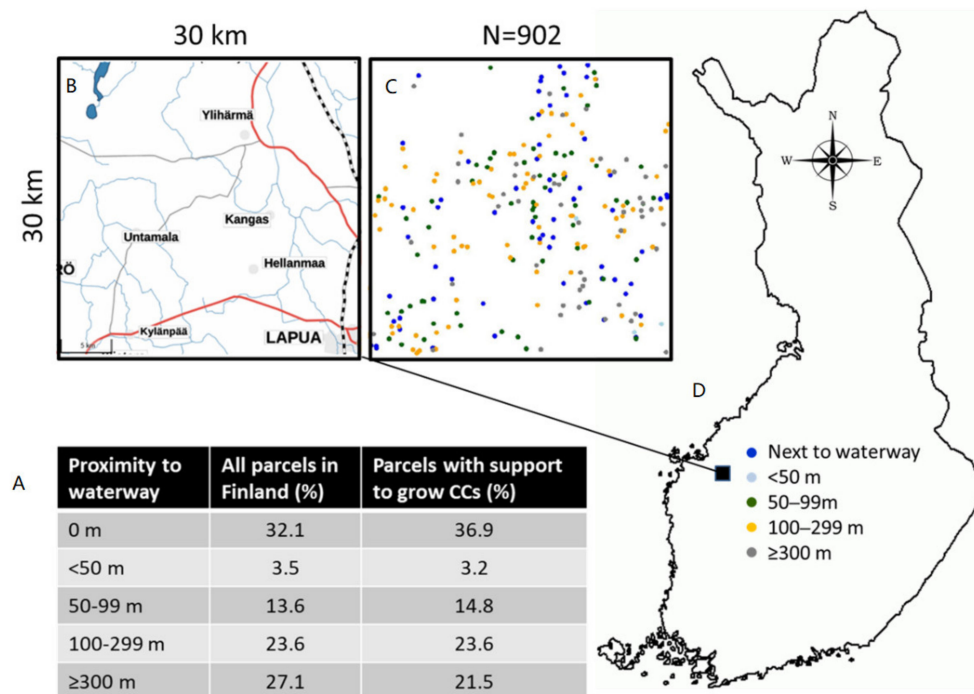 30 km
N=902
30 km
B
Ylihärmä
Kangas
Untamala
RÖ
Hellanmaa
Kylänpää
LAPUA
5 km
C
N
W
E
S
D
Next to waterway
<50 m
50–99m
100–299 m
≥300 m
A
Proximity to waterway
All parcels in Finland (%)
Parcels with support to grow CCs (%)
0 m 32.1 36.9
<50 m 3.5 3.2
50-99 m 13.6 14.8
100-299 m 23.6 23.6
≥300 m 27.1 21.5